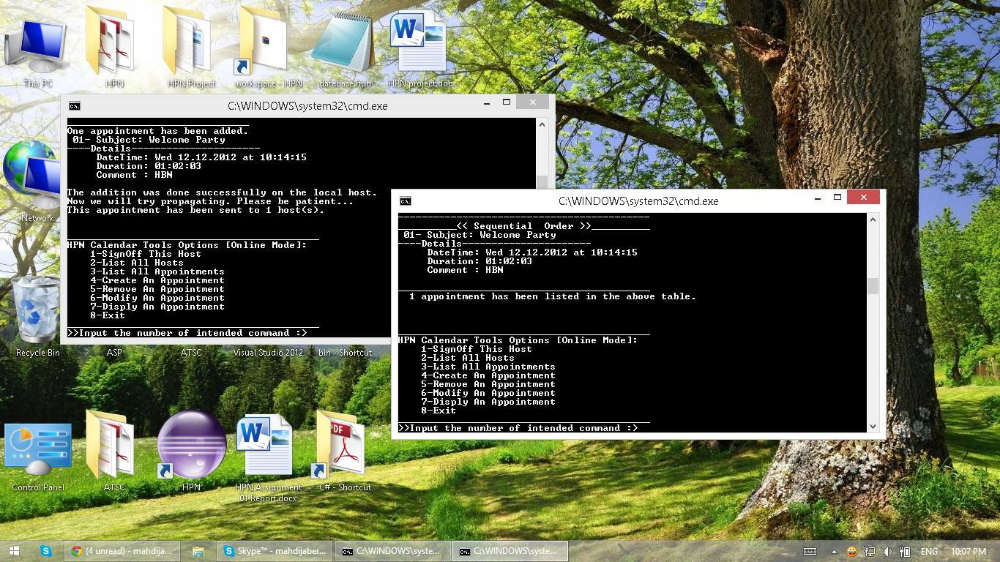 This PC
HPN
HPN Project
workspace - HPN
database.hpn
HPN project.docx
C:\WINDOWS\system32\cmd.exe
One appointment has been added.
01- Subject: Welcome Party
----Details----------------------
DateTime: Wed 12.12.2012 at 10:14:15
Duration: 01:02:03
Comment : HBN
The addition was done successfully on the local host.
Now we will try propagating. Please be patient...
This appointment has been sent to 1 host(s).
HPN Calendar Tools Options [Online Mode]:
1-SignOff This Host
2-List All Hosts
3-List All Appointments
4-Create An Appointment
5-Remove An Appointment
6-Modify An Appointment
7-Disply An Appointment
8-Exit
>>Input the number of intended command :>
C:\WINDOWS\system32\cmd.exe
-------------------------------------------
__________<< Sequential  Order >>__________
01- Subject: Welcome Party
----Details----------------------
DateTime: Wed 12.12.2012 at 10:14:15
Duration: 01:02:03
Comment : HBN
1 appointment has been listed in the above table.
HPN Calendar Tools Options [Online Mode]:
1-SignOff This Host
2-List All Hosts
3-List All Appointments
4-Create An Appointment
5-Remove An Appointment
6-Modify An Appointment
7-Disply An Appointment
8-Exit
>>Input the number of intended command :>
Network
Recycle Bin
ASP
ATSC
Visual Studio 2012
bin - Shortcut
Control Panel
ATSC
HPN
HPN Assignment
01 Report.docx
PDF
C# - Shortcut
(4 unread) - mahdija...
Skype™ - mahdijaber...
C:\WINDOWS\syste...
C:\WINDOWS\syste...
ENG
10:07 PM